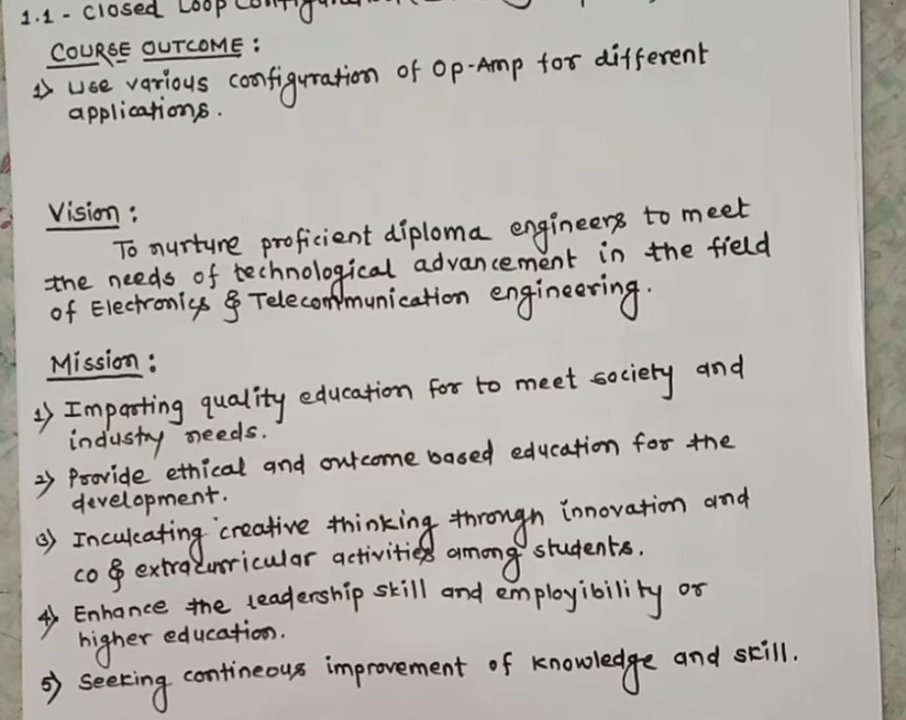 1.1 - Closed Loop
COURSE OUTCOME :
1) Use various configuration of Op-Amp for different
applications.
Vision :
To nurture proficient diploma engineers to meet
the needs of technological advancement in the field
of Electronics & Telecommunication engineering.
Mission :
1) Imparting quality education for to meet society and
industy needs.
2) Provide ethical and outcome based education for the
development.
3) Inculcating creative thinking through innovation and
co & extracurricular activities among students.
4) Enhance the leadership skill and employibility or
higher education.
5) Seeking contineous improvement of knowledge and skill.